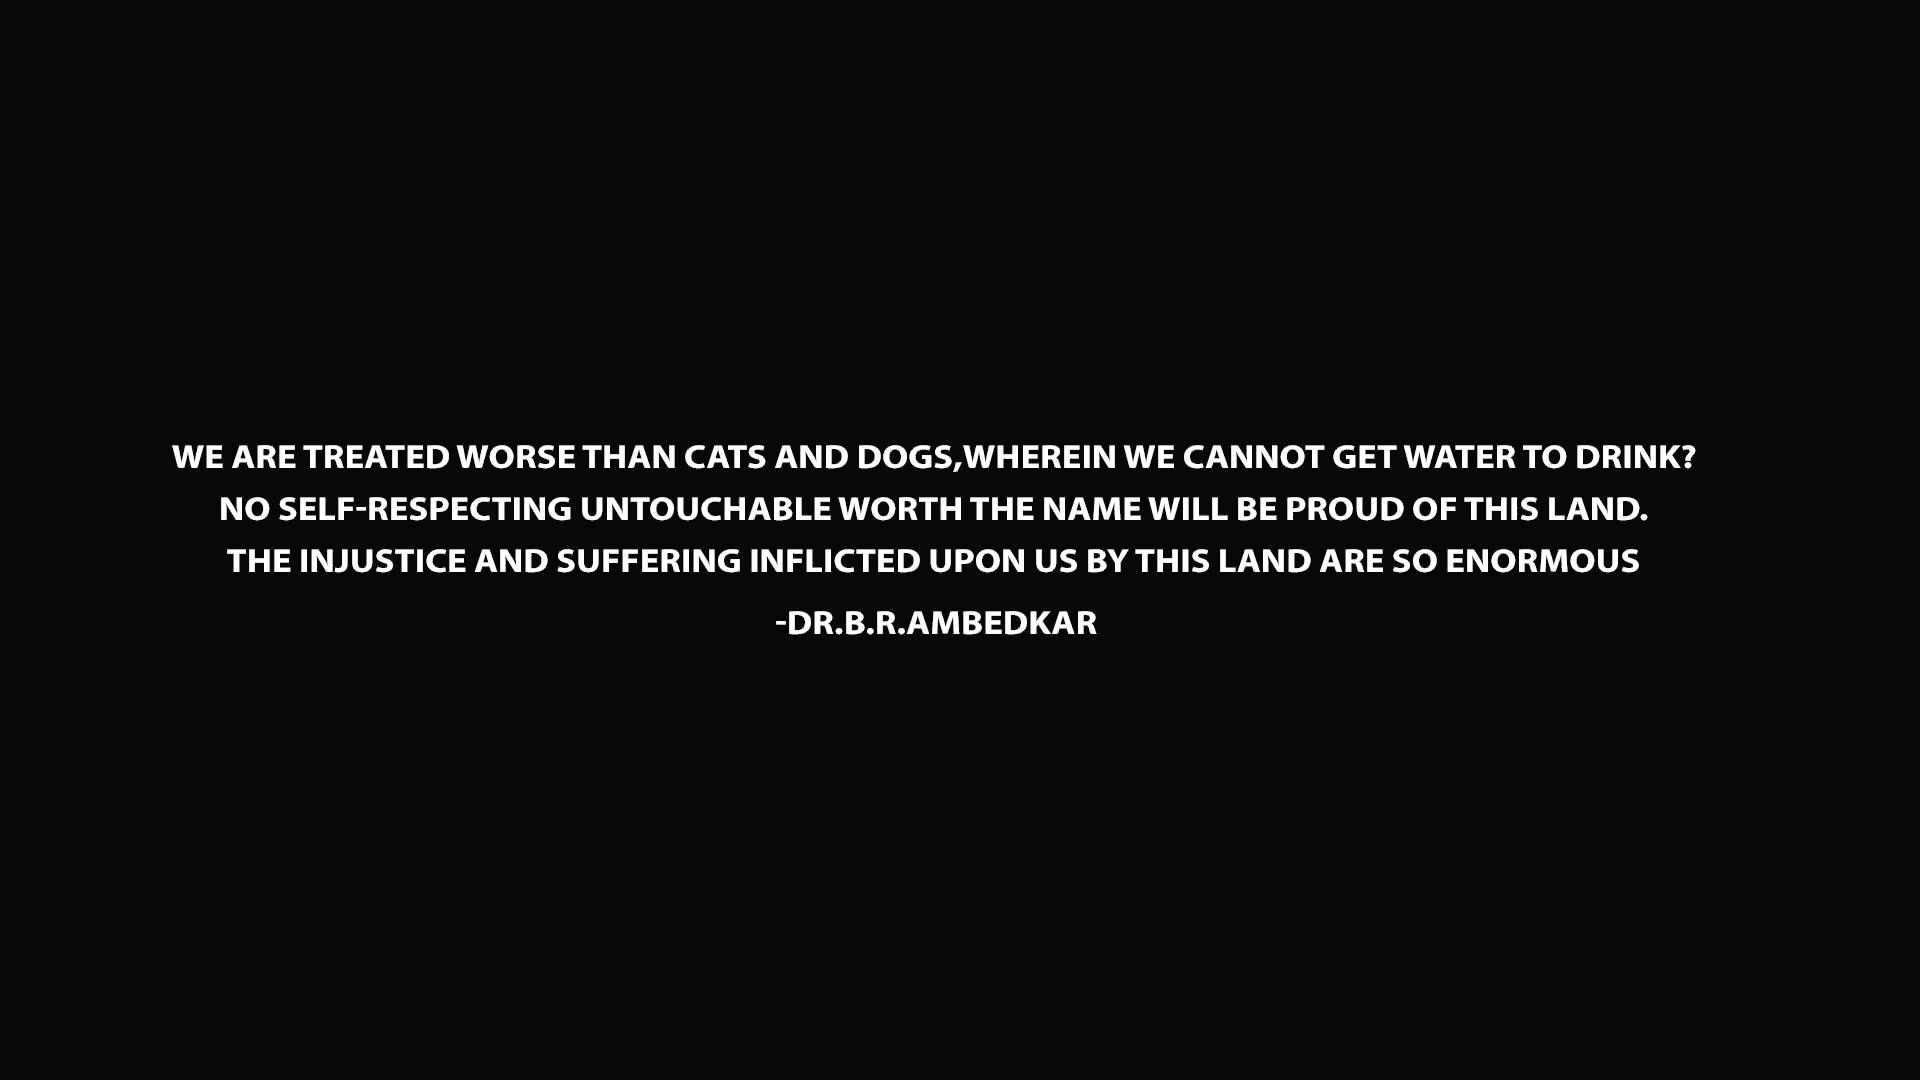 WE ARE TREATED WORSE THAN CATS AND DOGS,WHEREIN WE CANNOT GET WATER TO DRINK?
NO SELF-RESPECTING UNTOUCHABLE WORTH THE NAME WILL BE PROUD OF THIS LAND.
THE INJUSTICE AND SUFFERING INFLICTED UPON US BY THIS LAND ARE SO ENORMOUS
-DR.B.R.AMBEDKAR